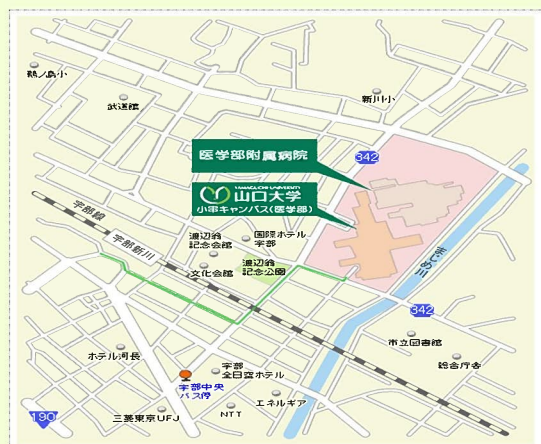 鵜ノ島小
武道館
新川小
医学部附属病院
342
YAMAGUCHI UNIVERSITY
山口大学
小串キャンパス(医学部)
宇部線
宇部新川
渡辺翁
記念会館
国際ホテル
宇部
文化会館
渡辺翁
記念公園
まじめ川
342
市立図書館
総合庁舎
ホテル河長
宇部
全日空ホテル
宇部中央
バス停
エネルギア
NTT
三菱東京UFJ
190